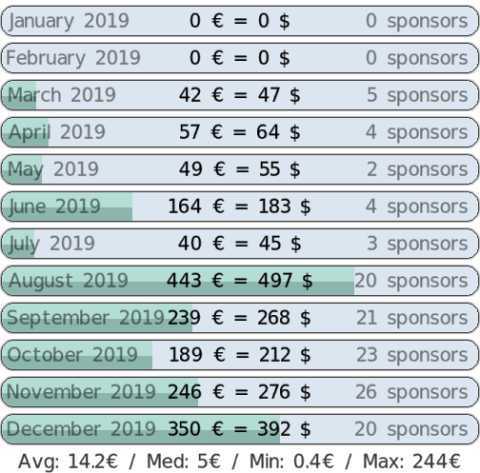 January 2019 0 € = 0 $ 0 sponsors
February 2019 0 € = 0 $ 0 sponsors
March 2019 42 € = 47 $ 5 sponsors
April 2019 57 € = 64 $ 4 sponsors
May 2019 49 € = 55 $ 2 sponsors
June 2019 164 € = 183 $ 4 sponsors
July 2019 40 € = 45 $ 3 sponsors
August 2019 443 € = 497 $ 20 sponsors
September 2019 239 € = 268 $ 21 sponsors
October 2019 189 € = 212 $ 23 sponsors
November 2019 246 € = 276 $ 26 sponsors
December 2019 350 € = 392 $ 20 sponsors
Avg: 14.2€ / Med: 5€ / Min: 0.4€ / Max: 244€